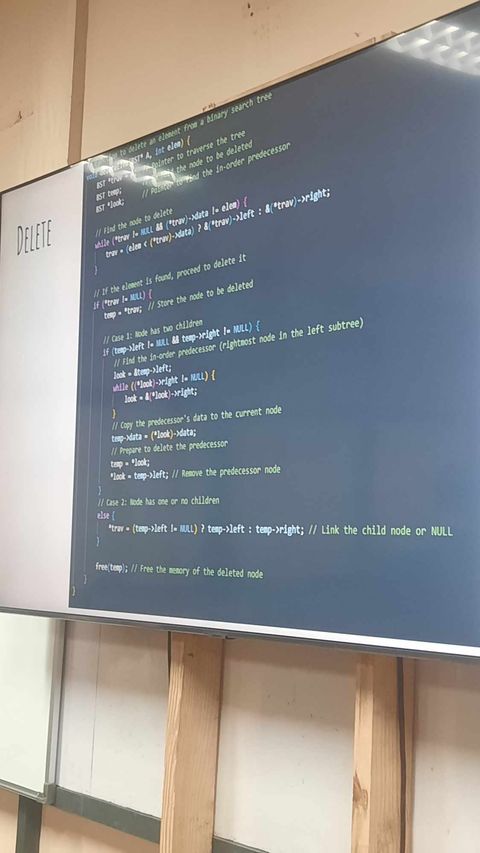 DELETE
to delete an element from a binary search tree
A, int elem) {
Pointer to traverse the tree
BST temp; the node to be deleted
BST *look; // Pointer to find the in-order predecessor
// Find the node to delete
while (*trav != NULL && (*trav)->data != elem) {
trav = (elem < (*trav)->data) ? &(*trav)->left : &(*trav)->right;
}
// If the element is found, proceed to delete it
if (*trav != NULL) {
temp = *trav; // Store the node to be deleted
// Case 1: Node has two children
if (temp->left != NULL && temp->right != NULL) {
// Find the in-order predecessor (rightmost node in the left subtree)
look = &temp->left;
while ((*look)->right != NULL) {
look = &(*look)->right;
}
// Copy the predecessor's data to the current node
temp->data = (*look)->data;
// Prepare to delete the predecessor
temp = *look;
*look = temp->left; // Remove the predecessor node
}
// Case 2: Node has one or no children
else {
*trav = (temp->left != NULL) ? temp->left : temp->right; // Link the child node or NULL
}
free(temp); // Free the memory of the deleted node
}
}